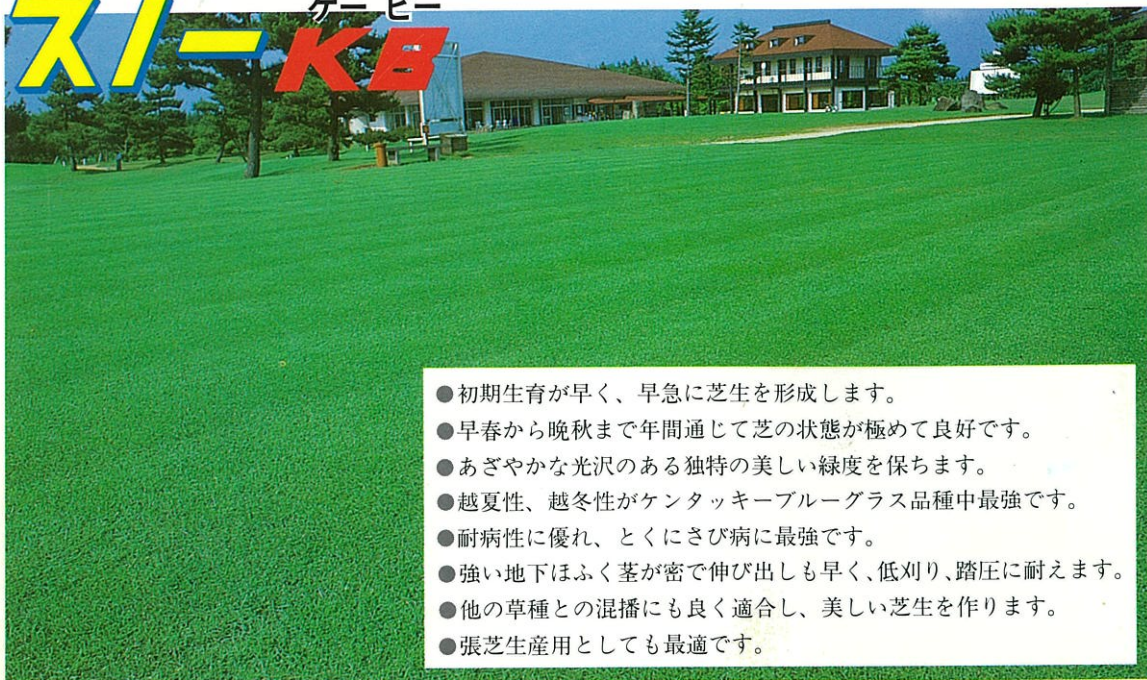 ケービー
スノーKB
●初期生育が早く、早急に芝生を形成します。
●早春から晩秋まで年間通じて芝の状態が極めて良好です。
●あざやかな光沢のある独特の美しい緑度を保ちます。
●越夏性、越冬性がケンタッキーブルーグラス品種中最強です。
●耐病性に優れ、とくにさび病に最強です。
●強い地下ほふく茎が密で伸び出しも早く、低刈り、踏圧に耐えます。
●他の草種との混播にも良く適合し、美しい芝生を作ります。
●張芝生産用としても最適です。